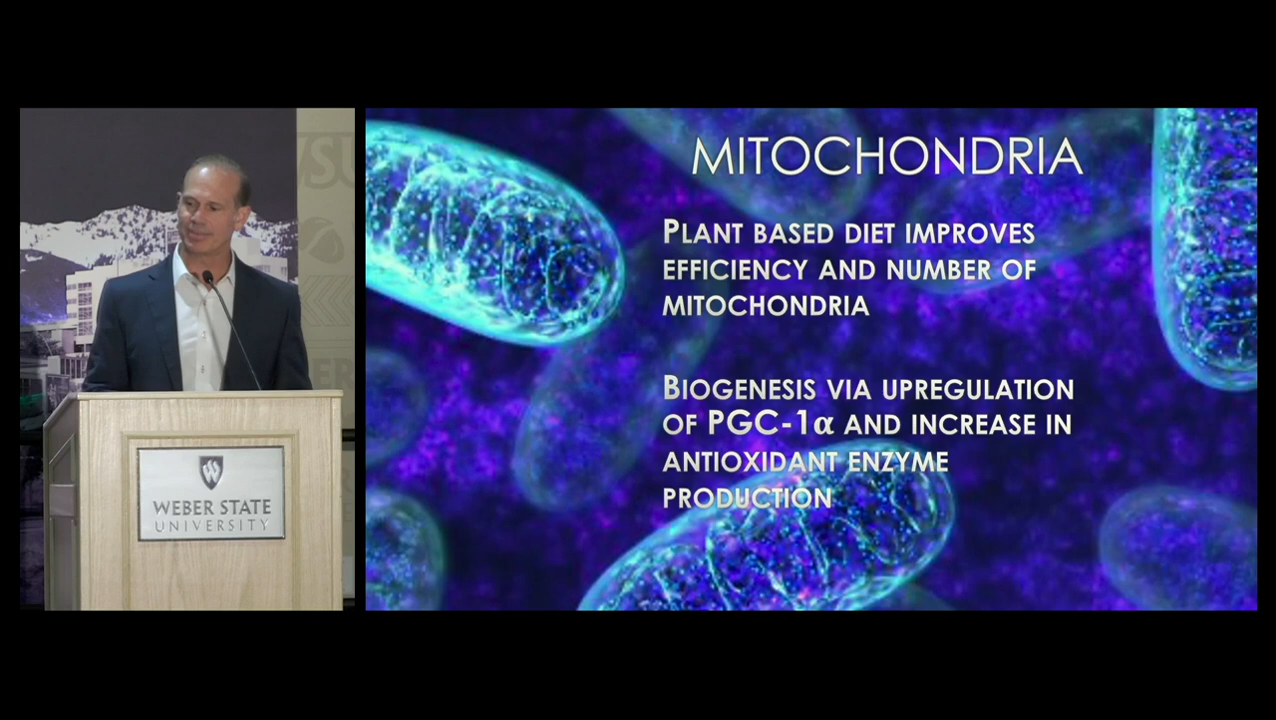 WSU
WEBER STATE
UNIVERSITY
MITOCHONDRIA
PLANT BASED DIET IMPROVES
EFFICIENCY AND NUMBER OF
MITOCHONDRIA
BIOGENESIS VIA UPREGULATION
OF PGC-1α AND INCREASE IN
ANTIOXIDANT ENZYME
PRODUCTION